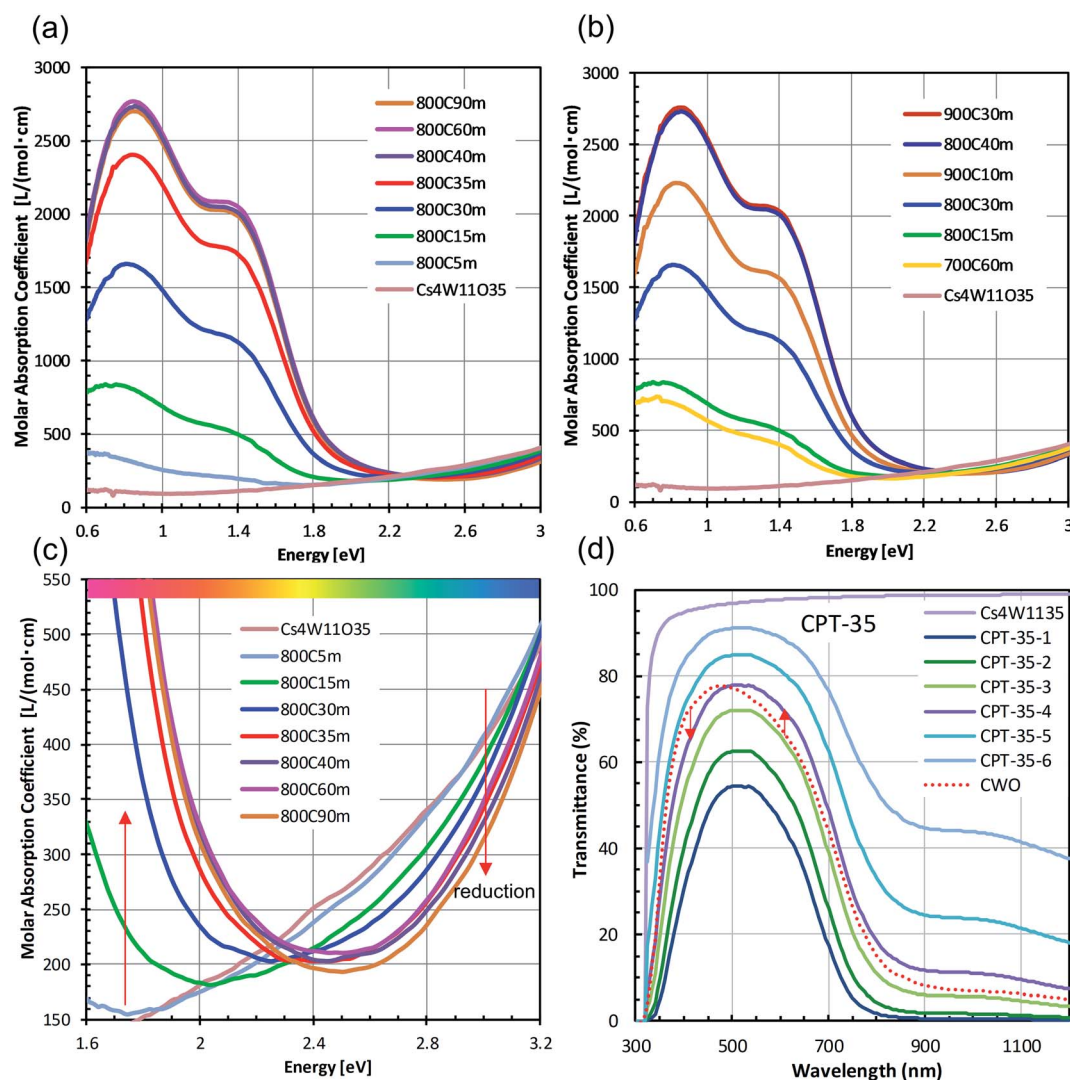 (a)
Molar Absorption Coefficient [L/(mol·cm)
3000
2500
2000
1500
1000
500
0
800C90m
800C60m
800C40m
800C35m
800C30m
800C15m
800C5m
Cs4W11O35
0.6 1 1.4 1.8 2.2 2.6 3
Energy [eV]
(b)
Molar Absorption Coefficient [L/(mol·cm)
3000
2500
2000
1500
1000
500
0
900C30m
800C40m
900C10m
800C30m
800C15m
700C60m
Cs4W11O35
0.6 1 1.4 1.8 2.2 2.6 3
Energy [eV]
(c)
Molar Absorption Coefficient [L/(mol·cm)
550
500
450
400
350
300
250
200
150
Cs4W11O35
800C5m
800C15m
800C30m
800C35m
800C40m
800C60m
800C90m
reduction
1.6 2 2.4 2.8 3.2
Energy [eV]
(d)
Transmittance (%)
100
80
60
40
20
0
CPT-35
Cs4W1135
CPT-35-1
CPT-35-2
CPT-35-3
CPT-35-4
CPT-35-5
CPT-35-6
CWO
300 500 700 900 1100
Wavelength (nm)